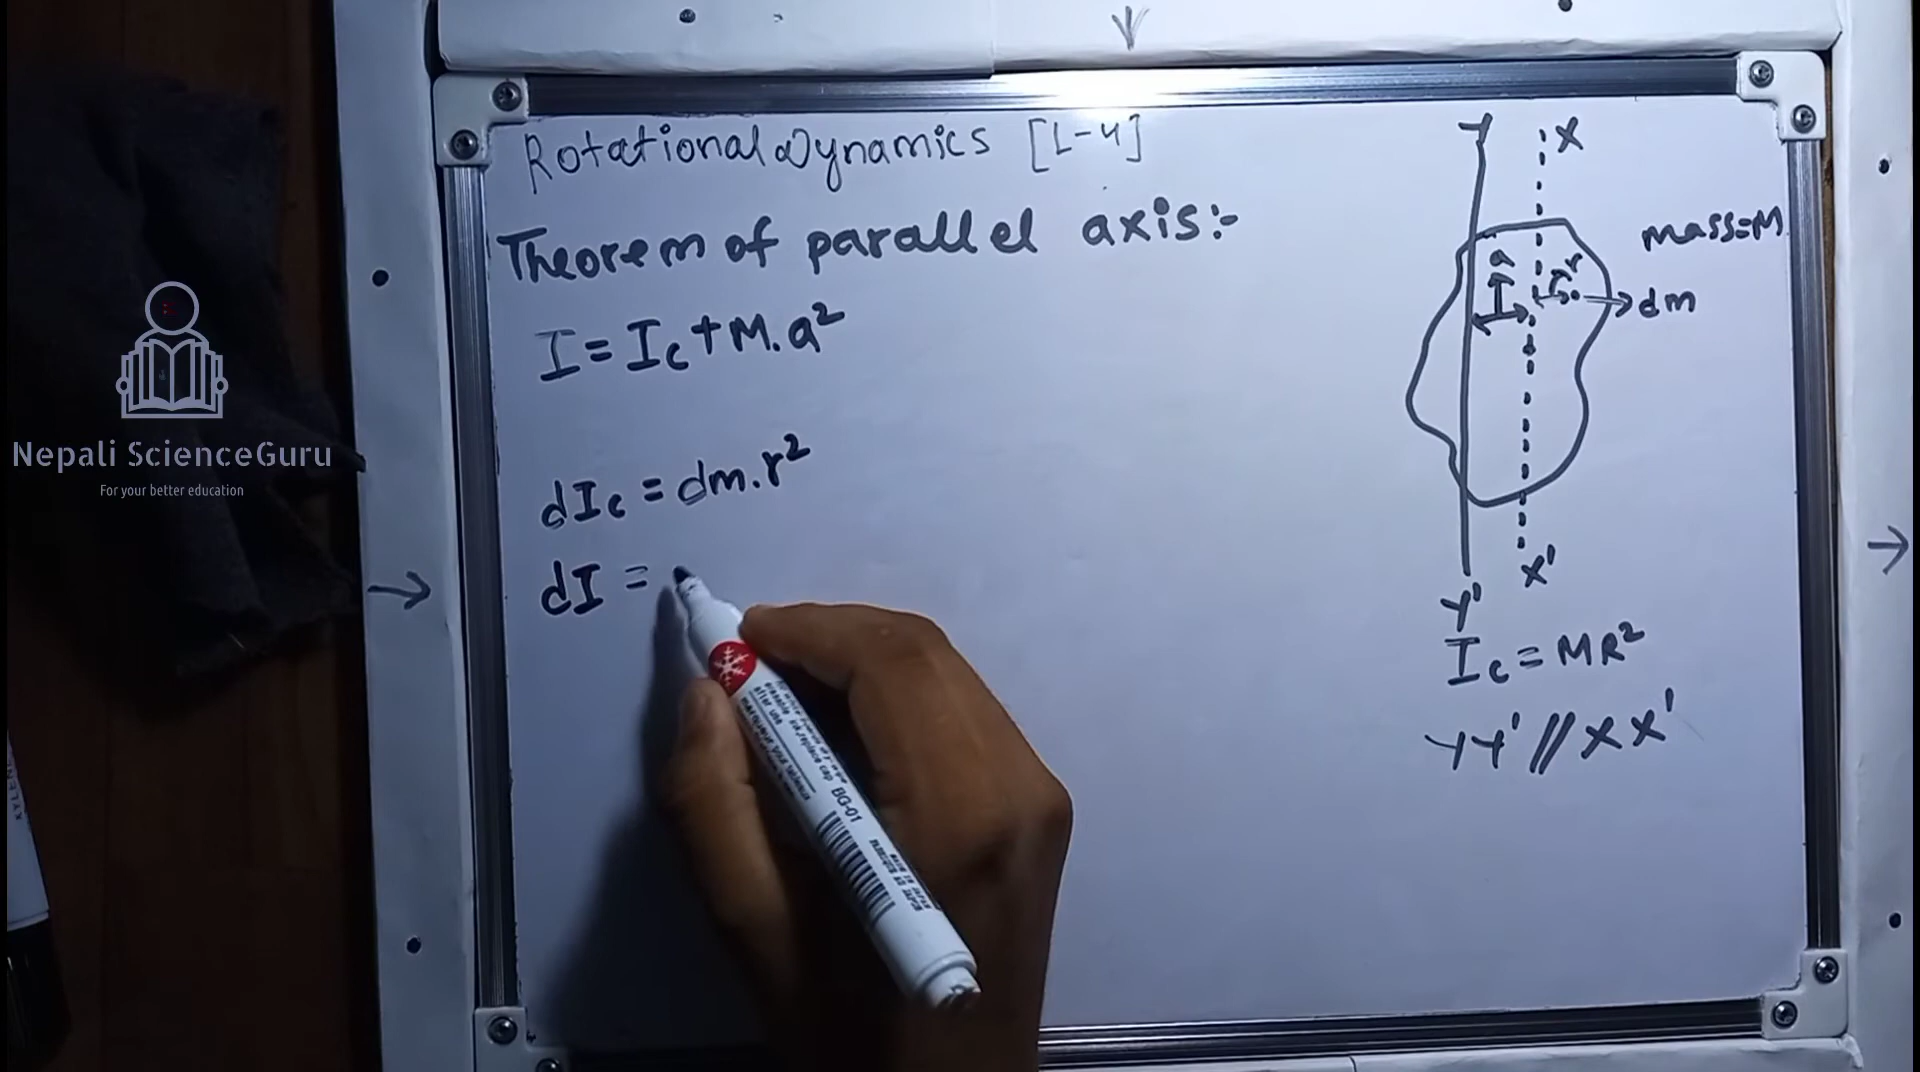 Rotational Dynamics [L-4]
Theorem of parallel axis:-
I = Ic + M.a²
dIc = dm.r²
dI =
Y
X
mass=M
a
r
dm
X'
Y'
Ic = MR²
YY' // XX'
Nepali ScienceGuru
For your better education
BG-01